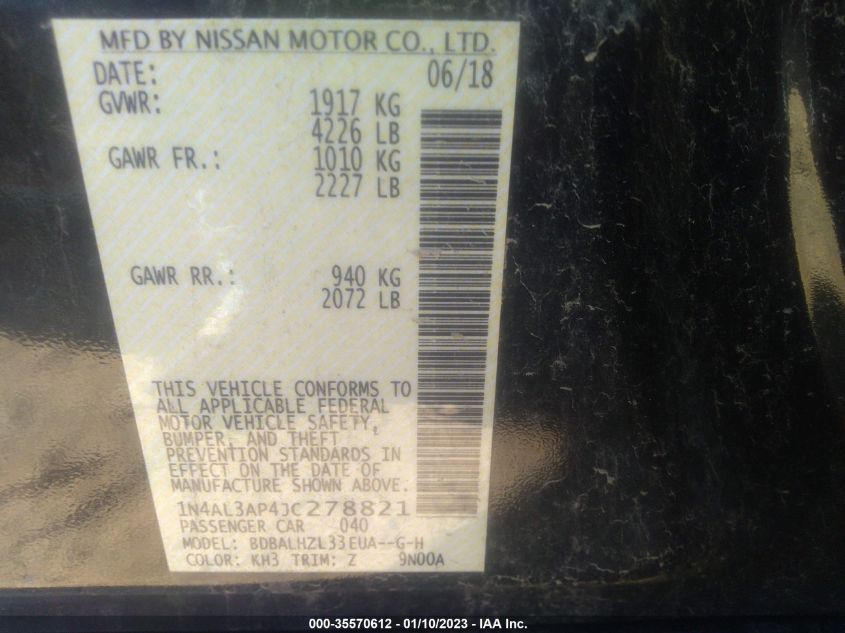 MFD BY NISSAN MOTOR CO., LTD.
DATE: 06/18
GVWR: 1917 KG
4226 LB
GAWR FR.: 1010 KG
2227 LB
GAWR RR.: 940 KG
2072 LB
THIS VEHICLE CONFORMS TO
ALL APPLICABLE FEDERAL
MOTOR VEHICLE SAFETY,
BUMPER, AND THEFT
PREVENTION STANDARDS IN
EFFECT ON THE DATE OF
MANUFACTURE SHOWN ABOVE.
1N4AL3AP4JC278821
PASSENGER CAR 040
MODEL: BDBALHZL33EUA--G-H
COLOR: KH3 TRIM: Z 9N00A
000-35570612 - 01/10/2023 - IAA Inc.